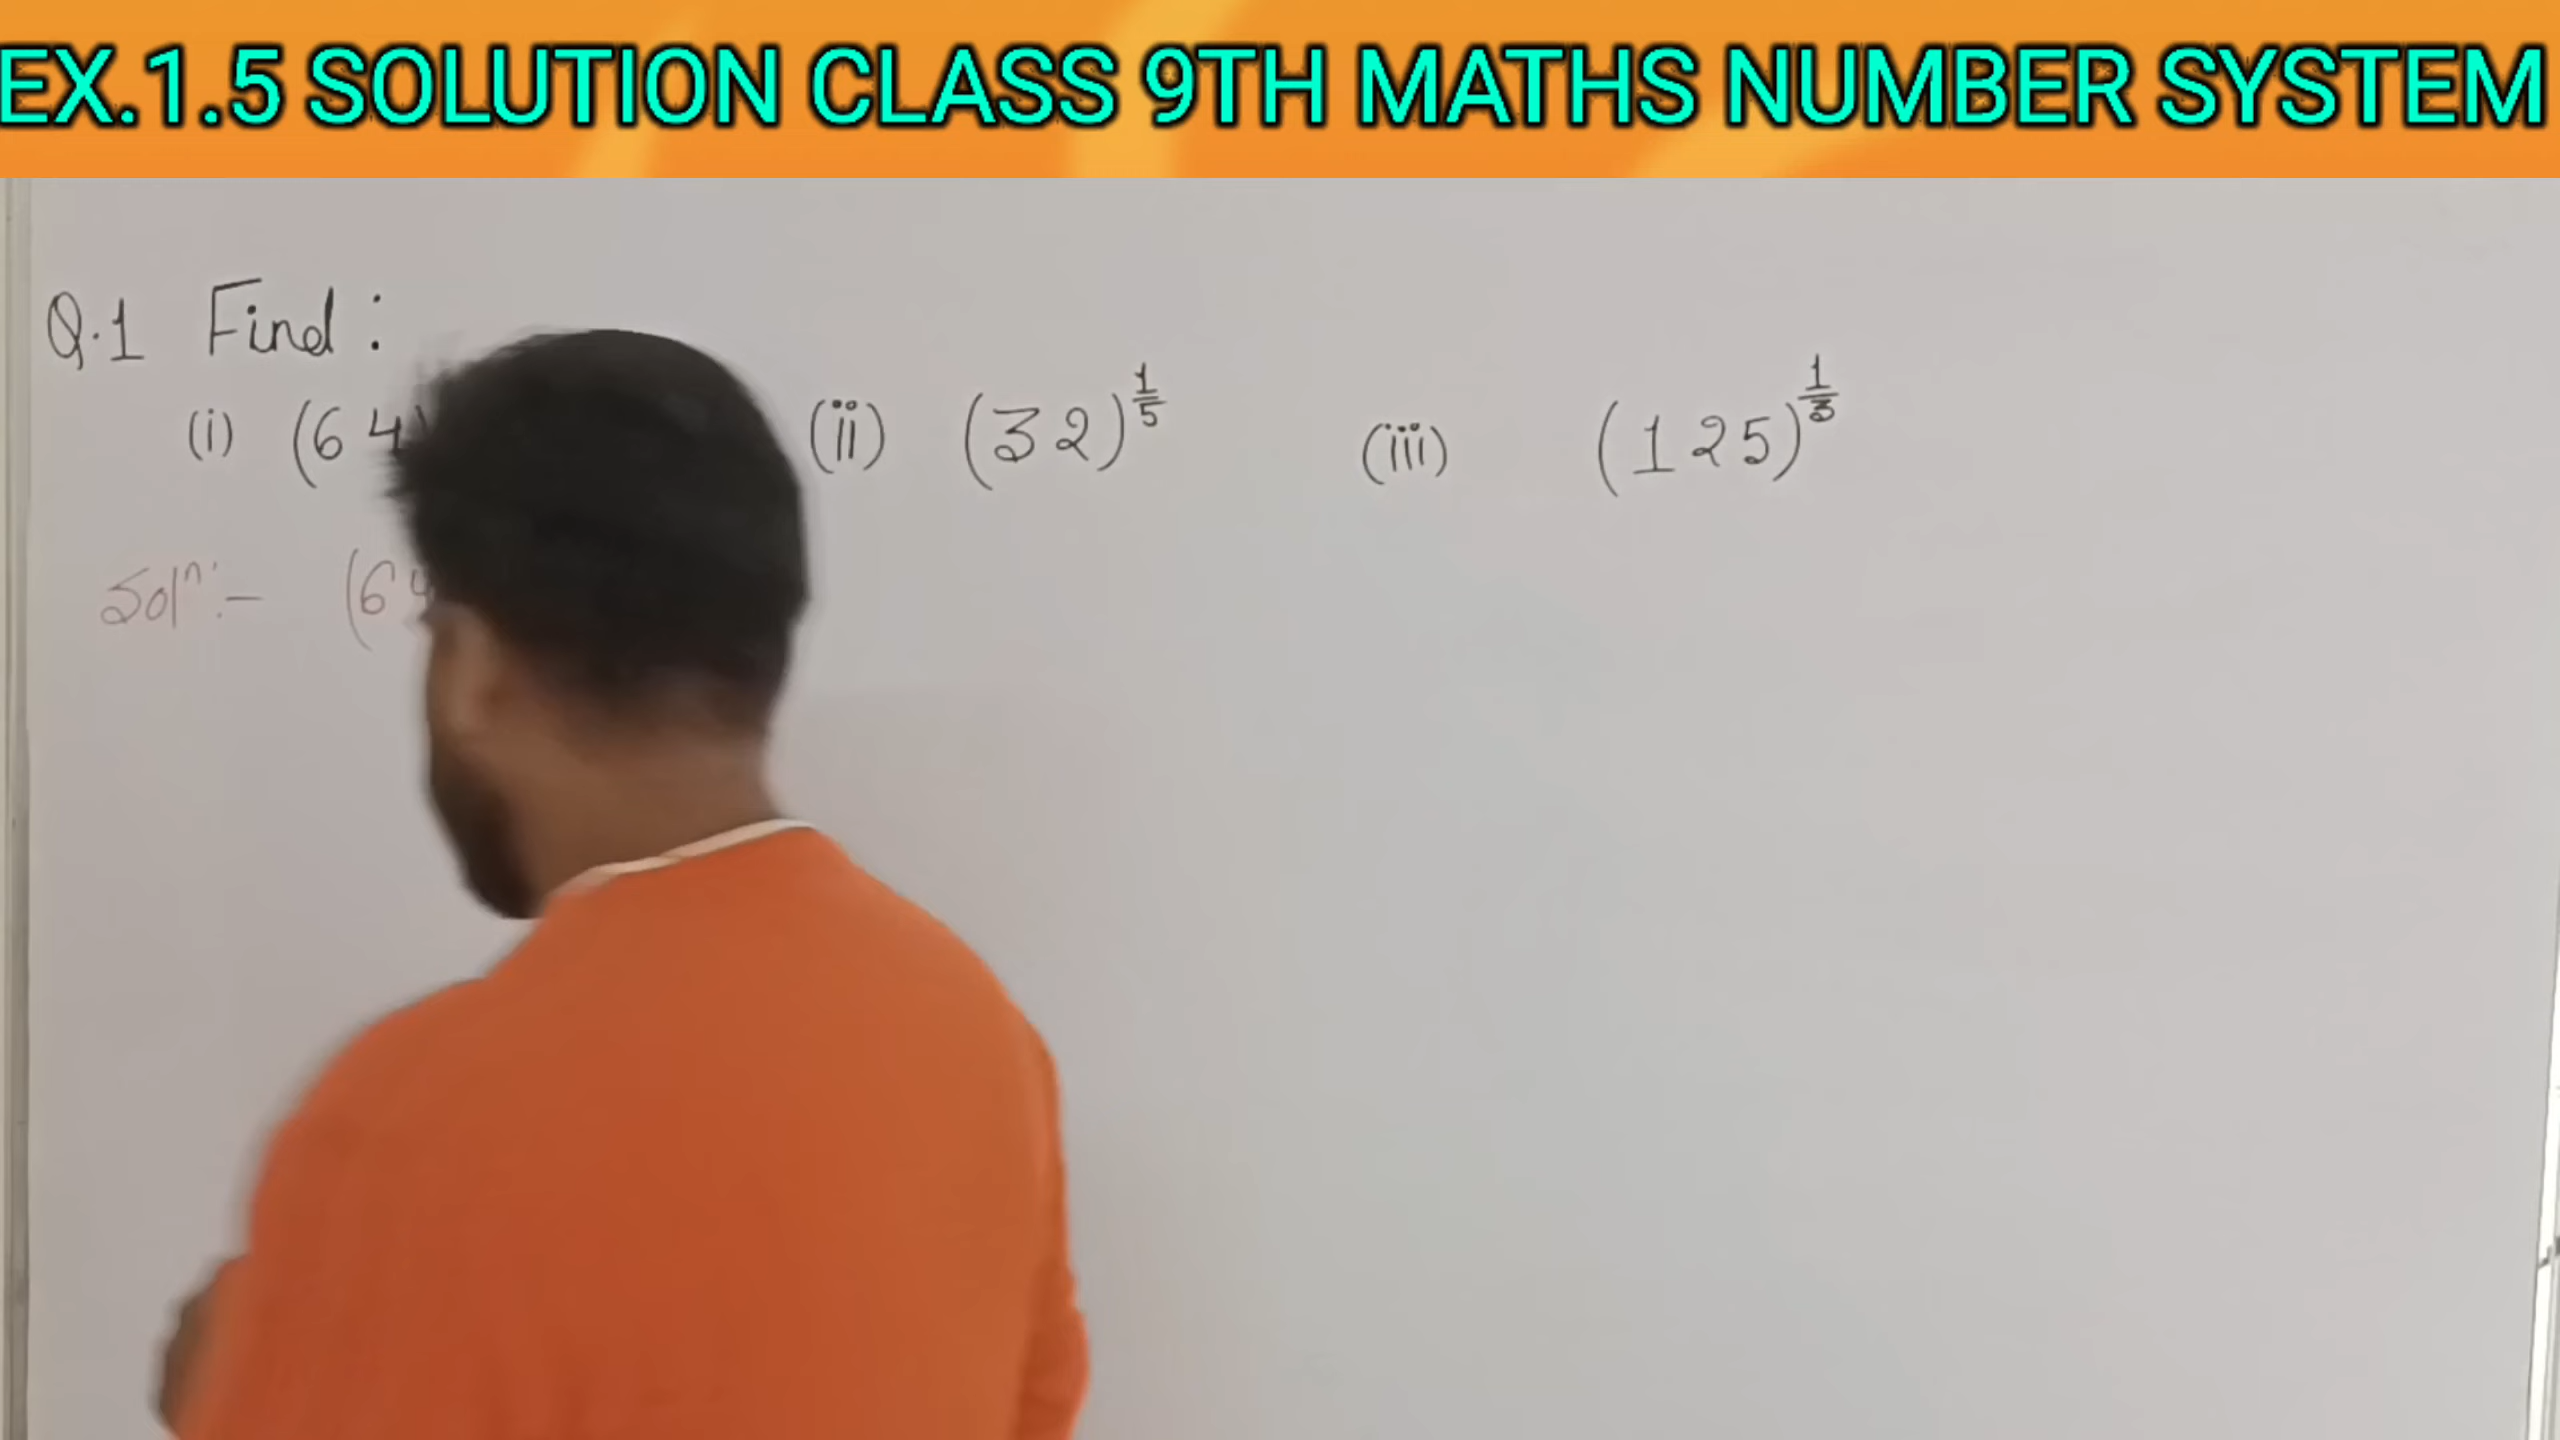 EX.1.5 SOLUTION CLASS 9TH MATHS NUMBER SYSTEM
Q.1 Find :
(i) (64) (ii) (32)^1/5 (iii) (125)^1/3
Solⁿ:- (64